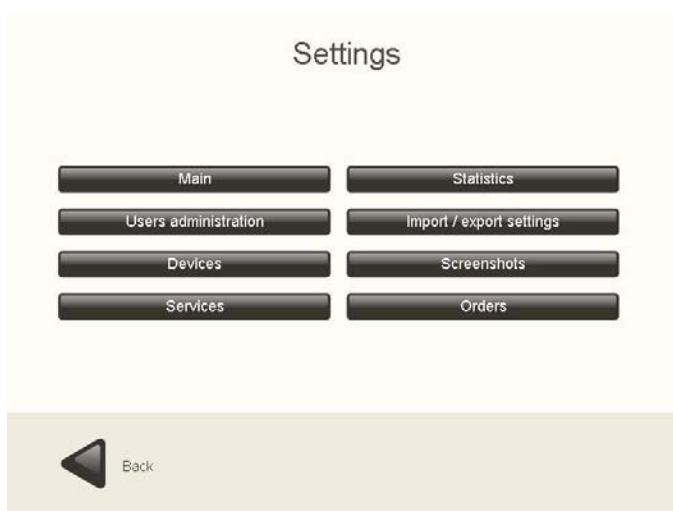 Settings
Main
Statistics
Users administration
Import / export settings
Devices
Screenshots
Services
Orders
Back